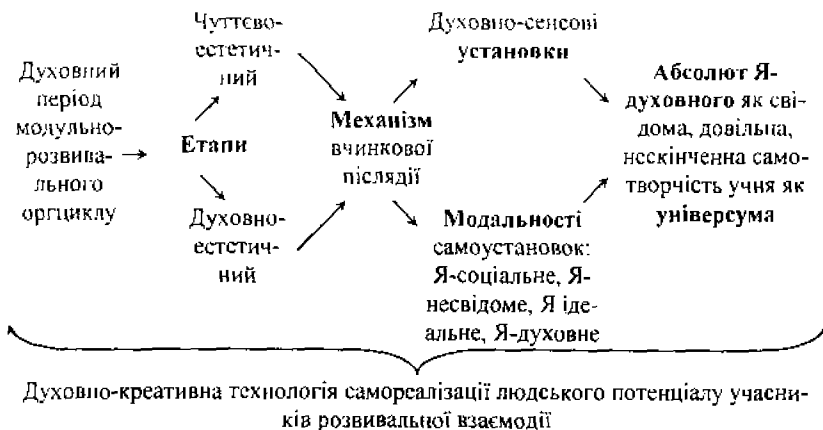 Духовний
період
модульно-
розвива-
льного
оргциклу
Етапи
Чуттєво-
естетич-
ний
Духовно-
естетич-
ний
Механізм
вчинкової
післядії
Духовно-сенсові
установки
Модальності
самоустановок:
Я-соціальне, Я-
несвідоме, Я іде-
альне, Я-духовне
Абсолют Я-
духовного як сві-
дома, довільна,
нескінченна само-
творчість учня як
універсума
Духовно-креативна технологія самореалізації людського потенціалу учасни-
ків розвивальної взаємодії